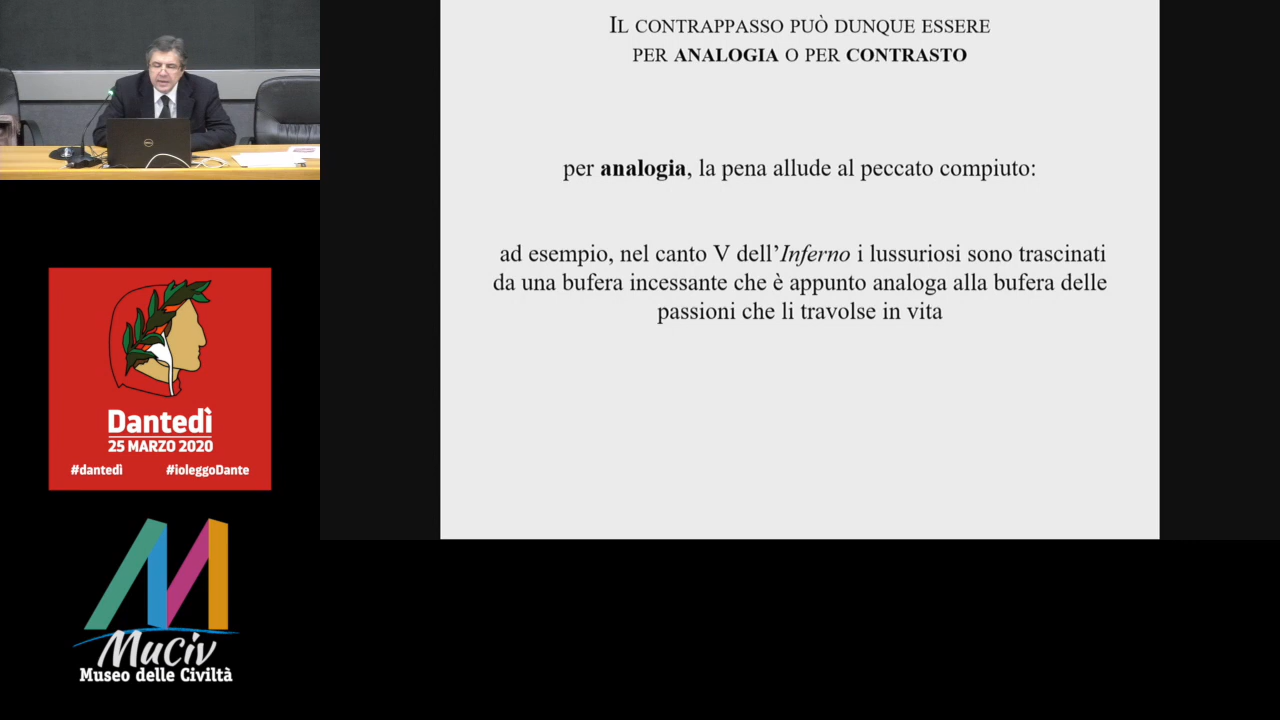 IL CONTRAPPASSO PUÒ DUNQUE ESSERE
PER ANALOGIA O PER CONTRASTO
per analogia, la pena allude al peccato compiuto:
ad esempio, nel canto V dell’Inferno i lussuriosi sono trascinati
da una bufera incessante che è appunto analoga alla bufera delle
passioni che li travolse in vita
Dantedì
25 MARZO 2020
#dantedì #ioleggoDante
MuCiv
Museo delle Civiltà
DELL